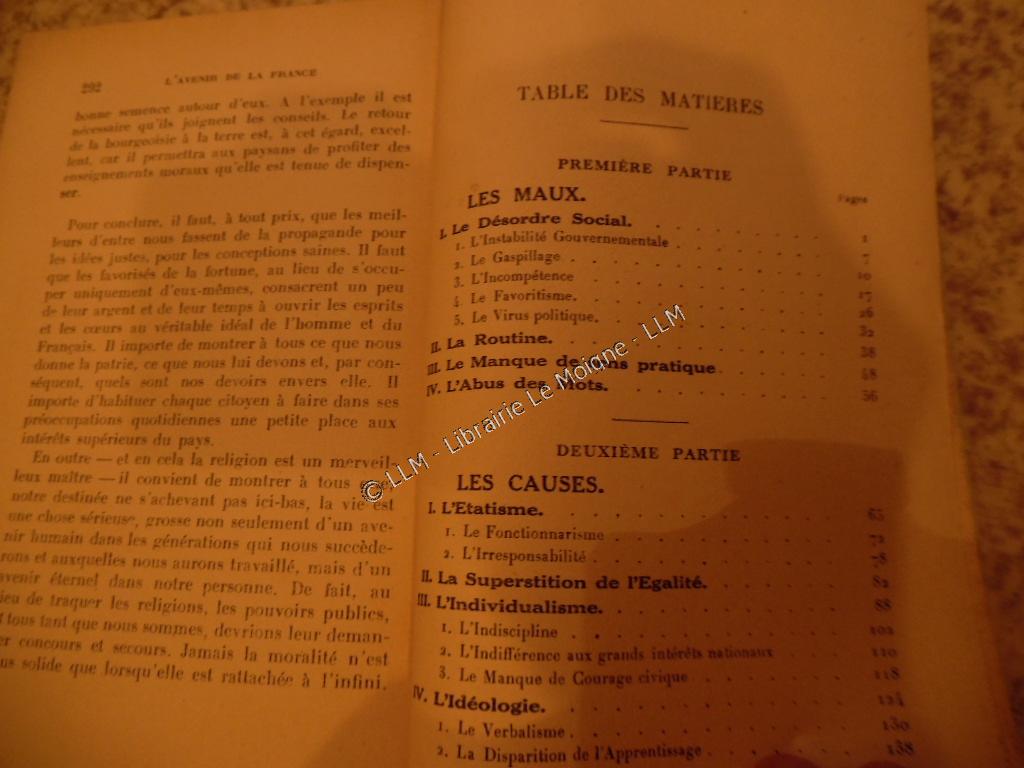 292
L'AVENIR DE LA FRANCE
bonne semence autour d'eux. A l'exemple il est
nécessaire qu'ils joignent les conseils. Le retour
de la bourgeoisie à la terre est, à cet égard, excel-
lent, car il permettra aux paysans de profiter des
enseignements moraux qu'elle est tenue de dispen-
ser.
Pour conclure, il faut, à tout prix, que les meil-
leurs d'entre nous fassent de la propagande pour
les idées justes, pour les conceptions saines. Il faut
que les favorisés de la fortune, au lieu de s'occu-
per uniquement d'eux-mêmes, consacrent un peu
de leur argent et de leur temps à ouvrir les esprits
et les cœurs au véritable idéal de l'homme et du
Français. Il importe de montrer à tous ce que nous
donne la patrie, ce que nous lui devons et, par con-
séquent, quels sont nos devoirs envers elle. Il
importe d'habituer chaque citoyen à faire dans ses
préoccupations quotidiennes une petite place aux
intérêts supérieurs du pays.
En outre — et en cela la religion est un merveil-
leux maître — il convient de montrer à tous que,
notre destinée ne s'achevant pas ici-bas, la vie est
une chose sérieuse, grosse non seulement d'un ave-
nir humain dans les générations qui nous succède-
rons et auxquelles nous aurons travaillé, mais d'un
avenir éternel dans notre personne. De fait, au
lieu de traquer les religions, les pouvoirs publics,
tous tant que nous sommes, devrions leur deman-
er concours et secours. Jamais la moralité n'est
us solide que lorsqu'elle est rattachée à l'infini.
TABLE DES MATIERES
PREMIÈRE PARTIE
LES MAUX.
Pages
I. Le Désordre Social. 1
1. L'Instabilité Gouvernementale 7
2. Le Gaspillage 10
3. L'Incompétence 17
4. Le Favoritisme. 26
5. Le Virus politique. 32
II. La Routine. 38
III. Le Manque de sens pratique 48
IV. L'Abus des mots. 56
DEUXIÈME PARTIE
LES CAUSES.
I. L'Etatisme. 65
1. Le Fonctionnarisme 72
2. L'Irresponsabilité 78
II. La Superstition de l'Egalité. 82
III. L'Individualisme. 88
1. L'Indiscipline 102
2. L'Indifférence aux grands intérêts nationaux 110
3. Le Manque de Courage civique 118
IV. L'Idéologie. 124
1. Le Verbalisme. 130
2. La Disparition de l'Apprentissage 138
© LLM - Librairie Le Moigne - LLM